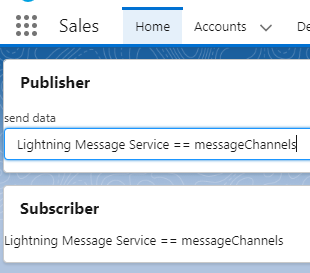 Sales Home Accounts De
Publisher
send data
Lightning Message Service == messageChannels
Subscriber
Lightning Message Service == messageChannels